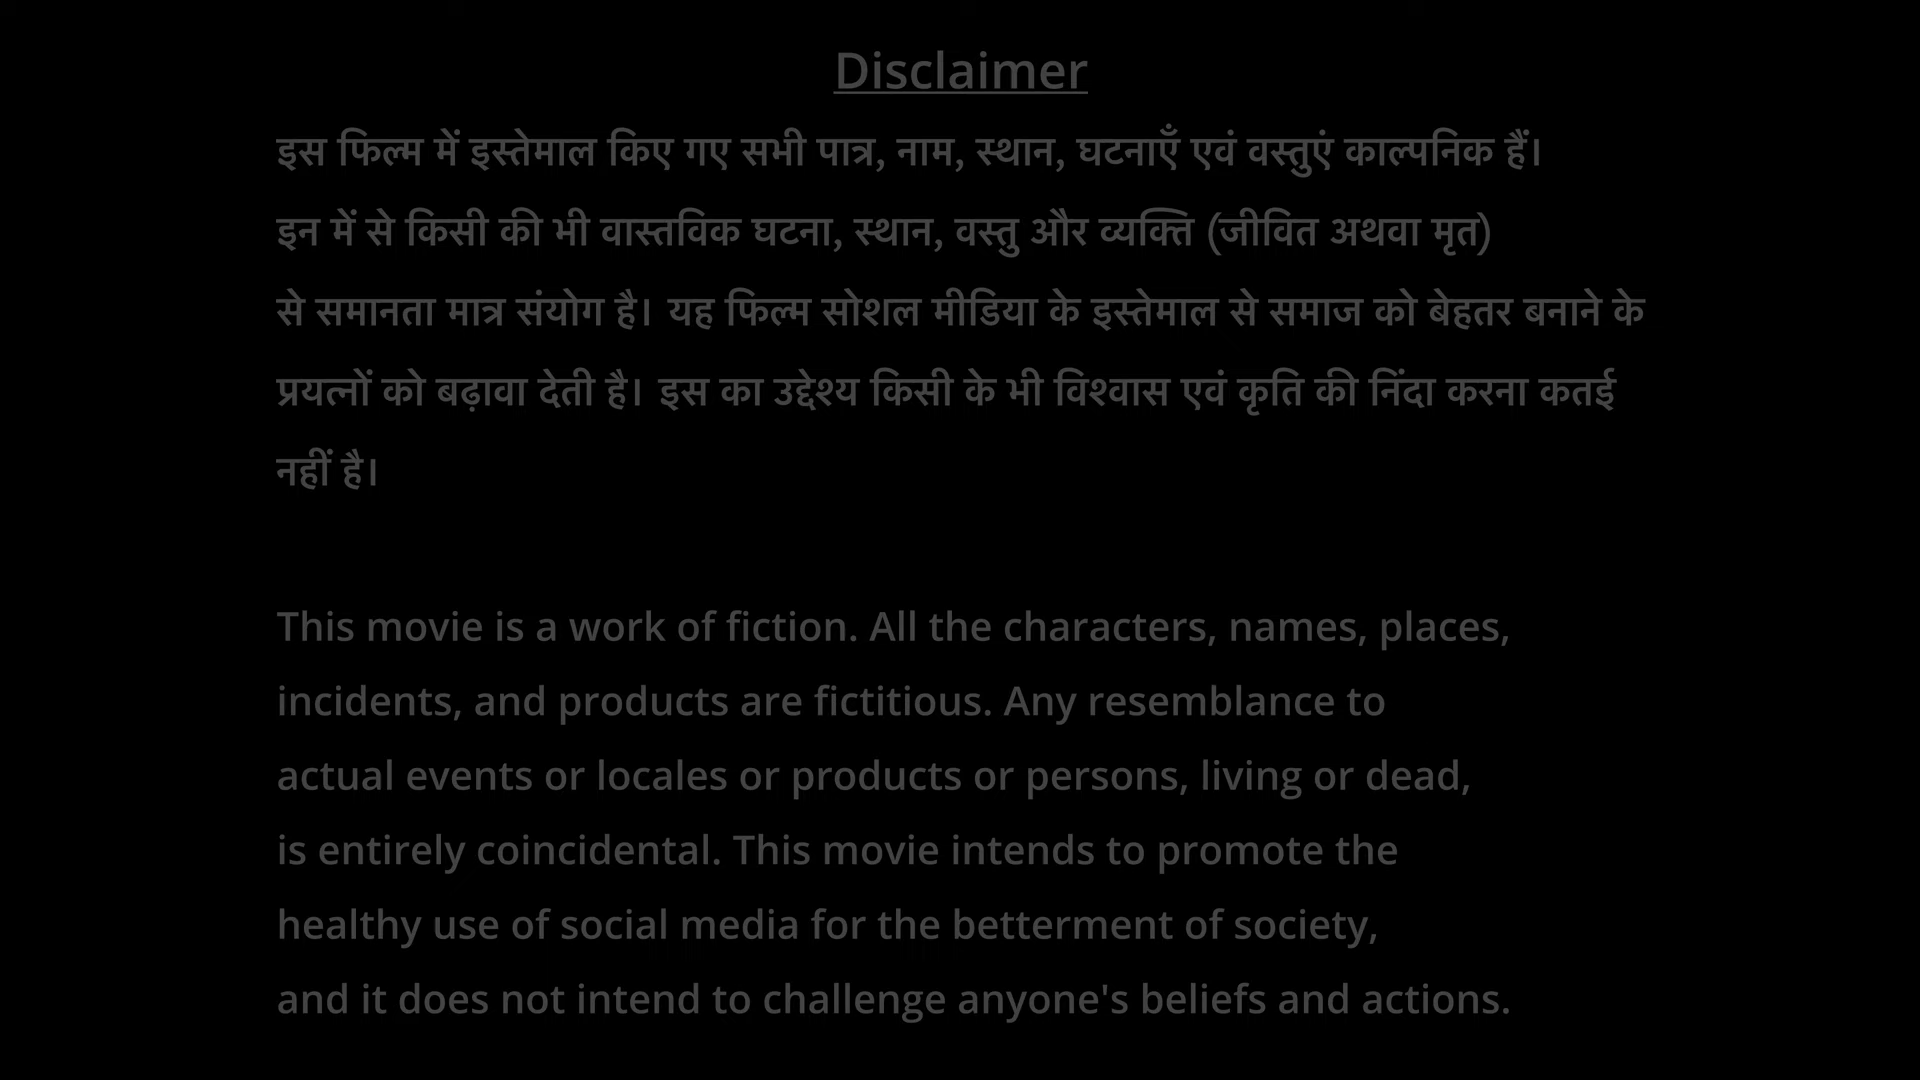 Disclaimer
इस फिल्म में इस्तेमाल किए गए सभी पात्र, नाम, स्थान, घटनाएँ एवं वस्तुएं काल्पनिक हैं।
इन में से किसी की भी वास्तविक घटना, स्थान, वस्तु और व्यक्ति (जीवित अथवा मृत)
से समानता मात्र संयोग है। यह फिल्म सोशल मीडिया के इस्तेमाल से समाज को बेहतर बनाने के
प्रयत्नों को बढ़ावा देती है। इस का उद्देश्य किसी के भी विश्वास एवं कृति की निंदा करना कतई
नहीं है।
This movie is a work of fiction. All the characters, names, places,
incidents, and products are fictitious. Any resemblance to
actual events or locales or products or persons, living or dead,
is entirely coincidental. This movie intends to promote the
healthy use of social media for the betterment of society,
and it does not intend to challenge anyone's beliefs and actions.